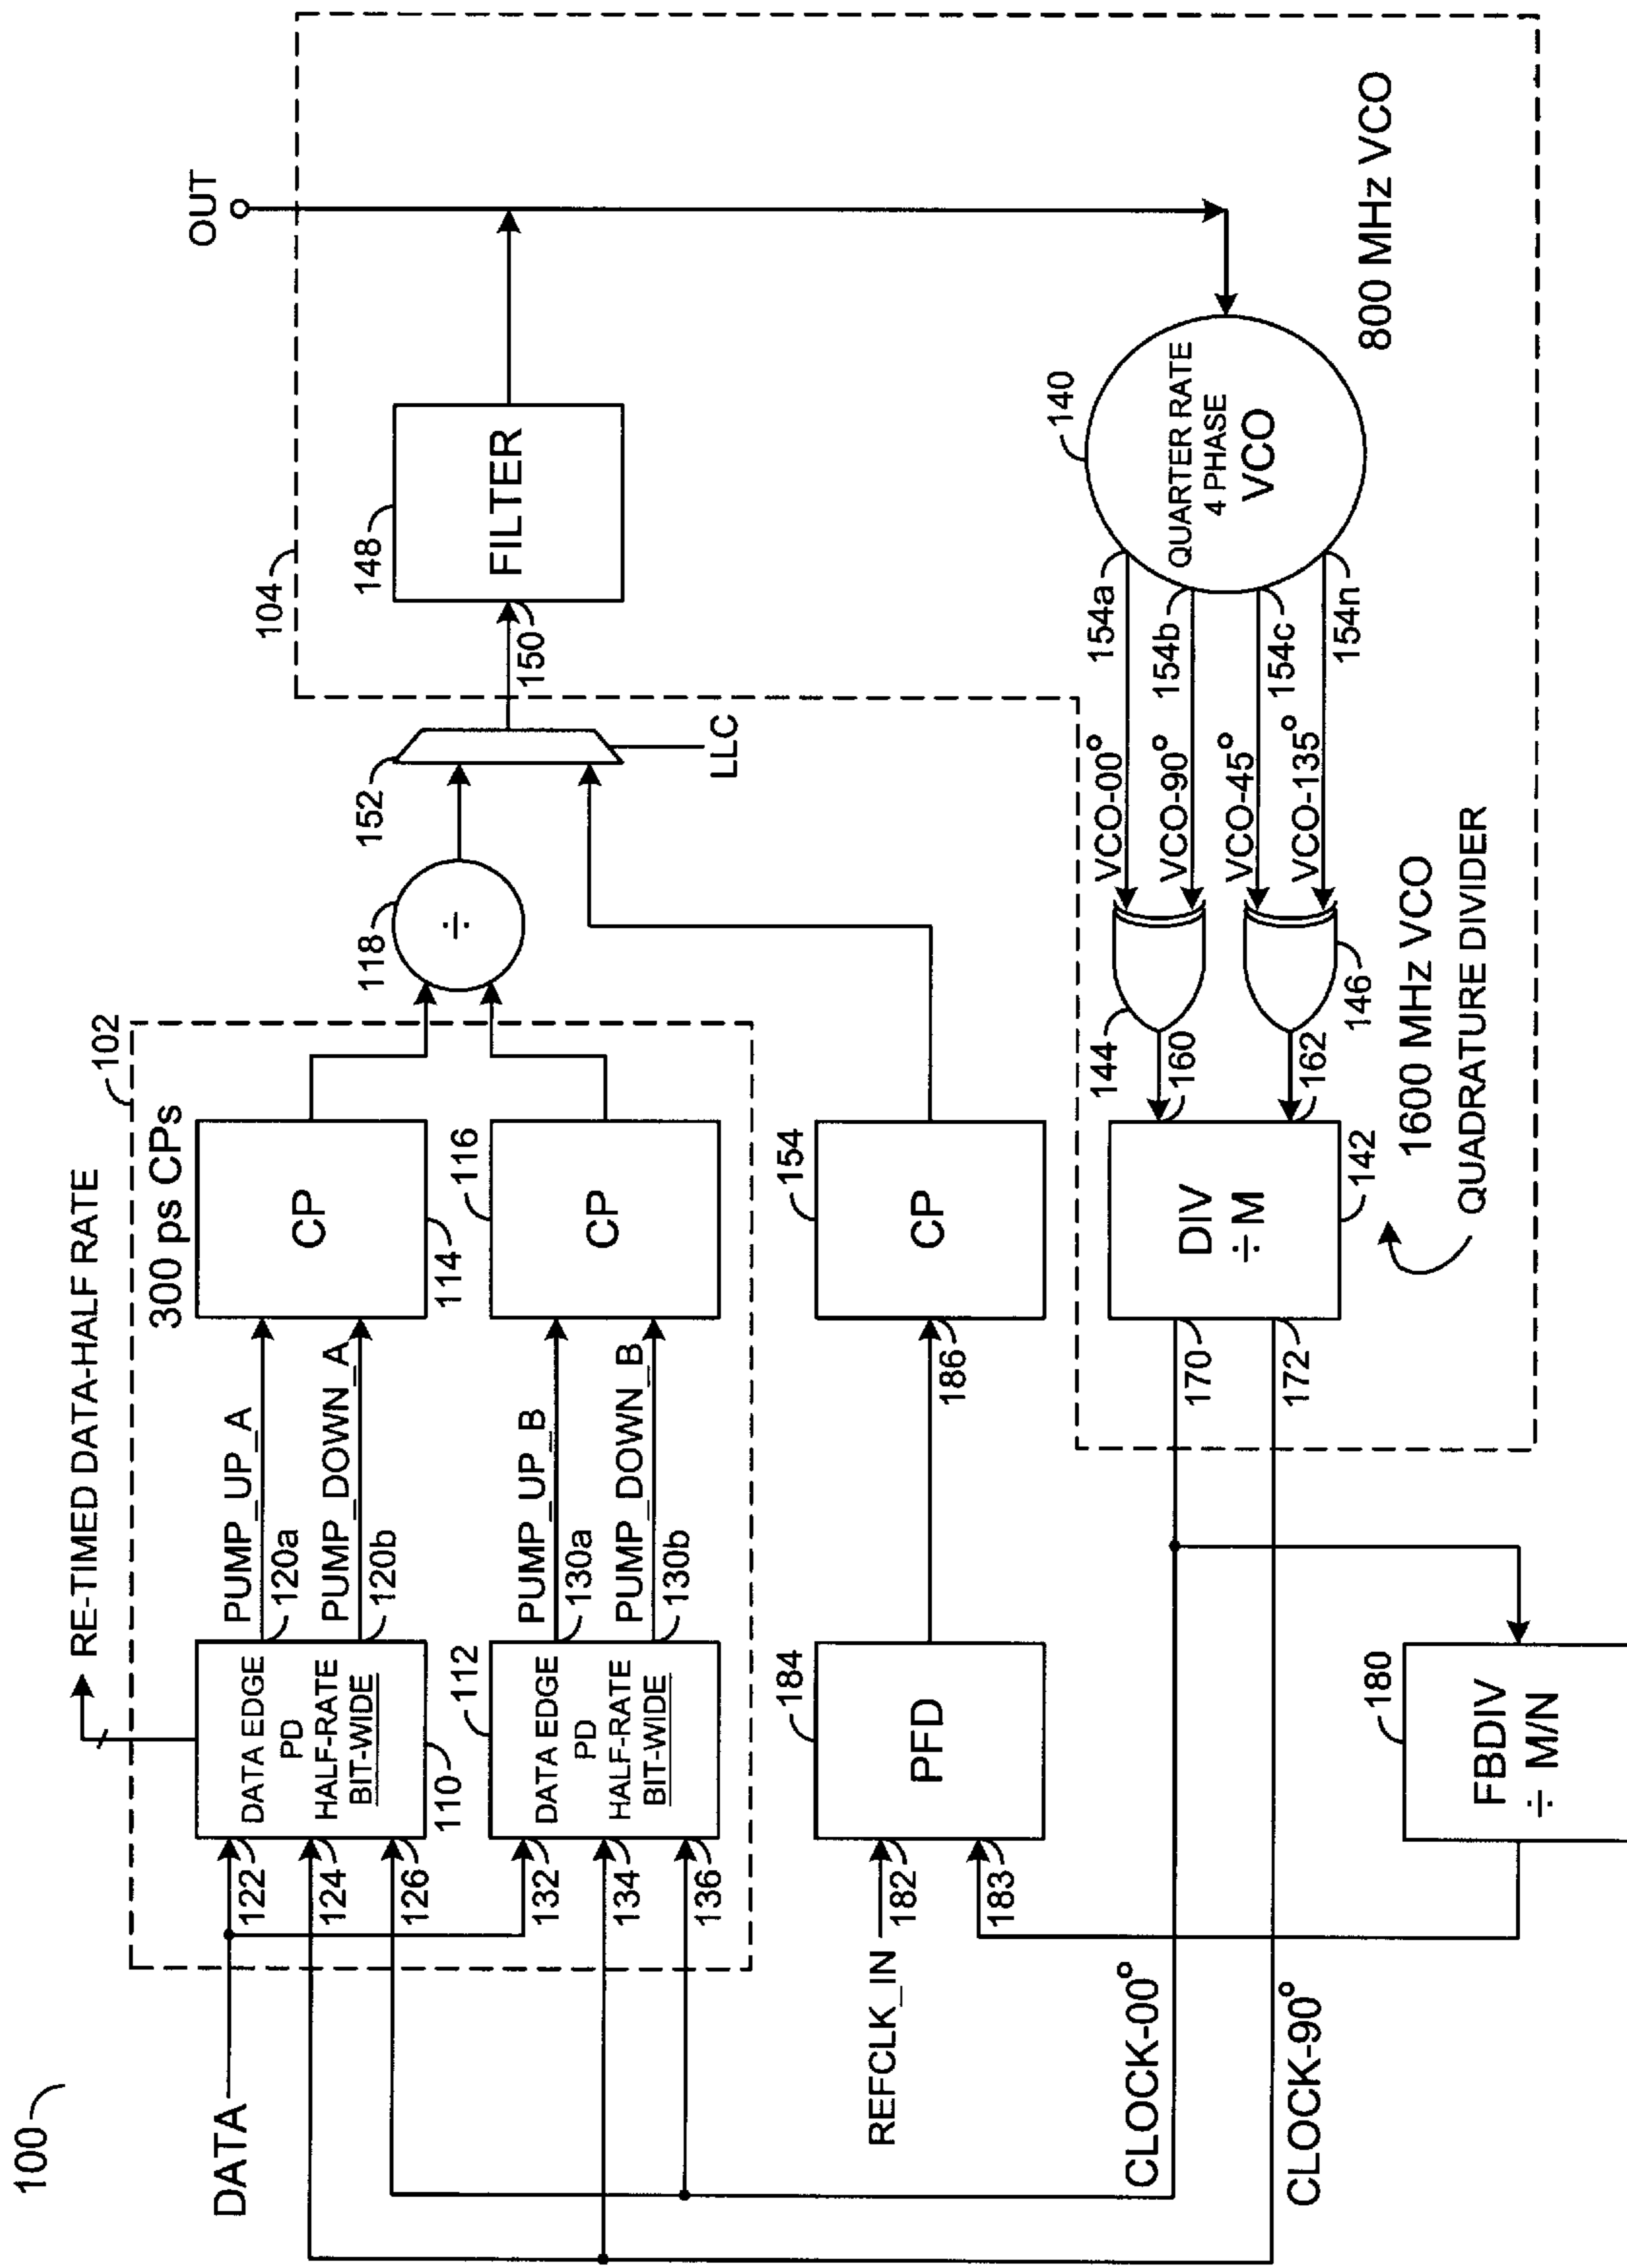 100
DATA
122
124
126
DATA EDGE
PD
HALF-RATE
BIT-WIDE
110
RE-TIMED DATA-HALF RATE
PUMP_UP_A
120a
PUMP_DOWN_A
120b
300 ps CPs
102
CP
114
132
134
136
DATA EDGE
PD
HALF-RATE
BIT-WIDE
112
PUMP_UP_B
130a
PUMP_DOWN_B
130b
CP
116
118
÷
152
LLC
150
104
148
FILTER
OUT
REFCLK_IN
182
183
184
PFD
186
154
CP
CLOCK-00°
CLOCK-90°
180
FBDIV
÷ M/N
170
172
DIV
÷M
142
160
162
144
146
1600 MHz VCO
QUADRATURE DIVIDER
VCO-00°
VCO-90°
VCO-45°
VCO-135°
154a
154b
154c
154n
140
QUARTER RATE
4 PHASE
VCO
800 MHz VCO